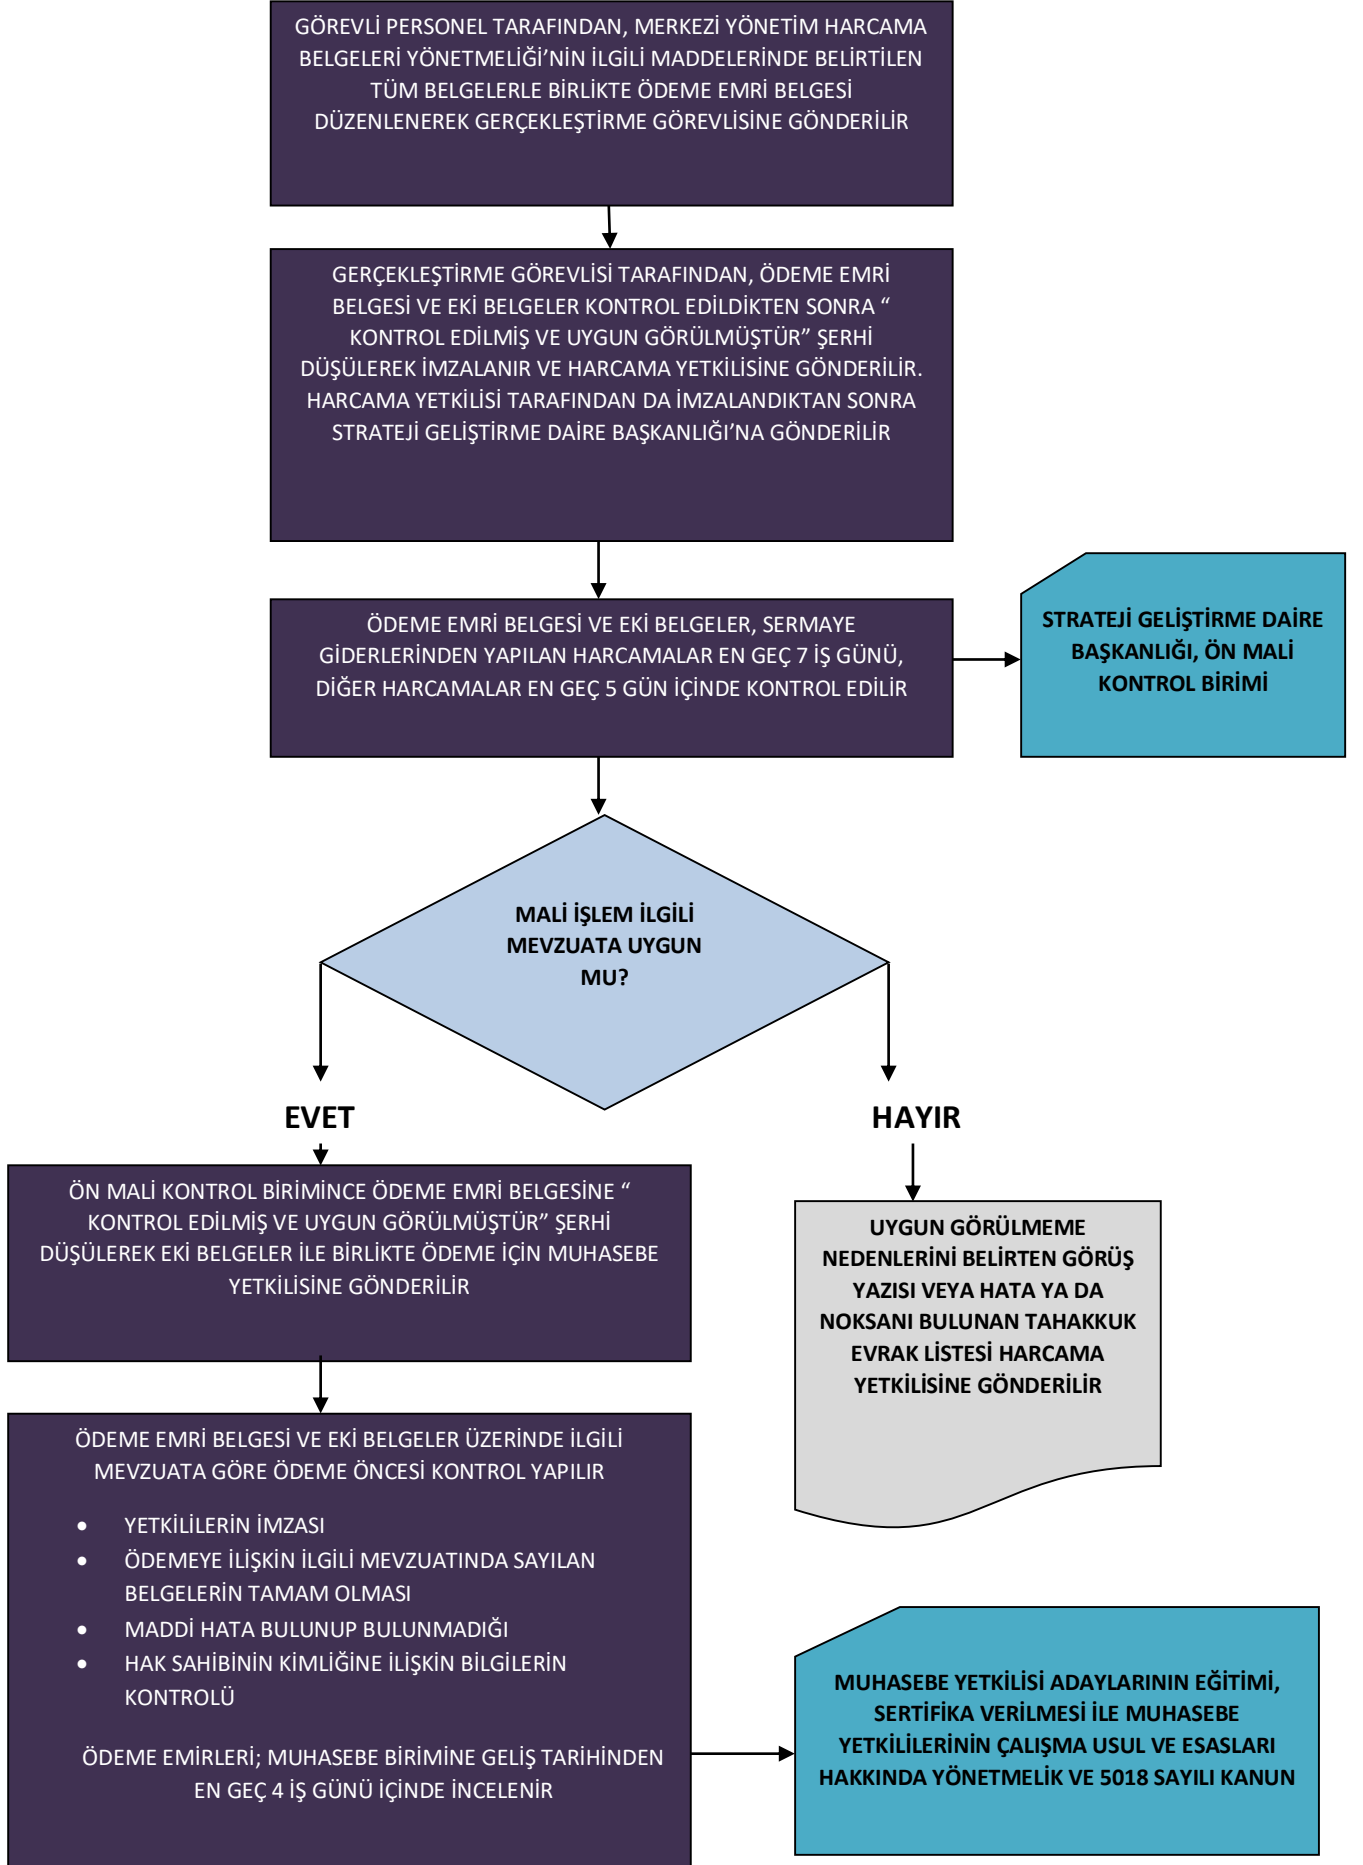 GÖREVLİ PERSONEL TARAFINDAN, MERKEZİ YÖNETİM HARCAMA
BELGELERİ YÖNETMELİĞİ’NİN İLGİLİ MADDELERİNDE BELİRTİLEN
TÜM BELGELERLE BİRLİKTE ÖDEME EMRİ BELGESİ
DÜZENLENEREK GERÇEKLEŞTİRME GÖREVLİSİNE GÖNDERİLİR
GERÇEKLEŞTİRME GÖREVLİSİ TARAFINDAN, ÖDEME EMRİ
BELGESİ VE EKİ BELGELER KONTROL EDİLDİKTEN SONRA “
KONTROL EDİLMİŞ VE UYGUN GÖRÜLMÜŞTÜR” ŞERHİ
DÜŞÜLEREK İMZALANIR VE HARCAMA YETKİLİSİNE GÖNDERİLİR.
HARCAMA YETKİLİSİ TARAFINDAN DA İMZALANDIKTAN SONRA
STRATEJİ GELİŞTİRME DAİRE BAŞKANLIĞI’NA GÖNDERİLİR
ÖDEME EMRİ BELGESİ VE EKİ BELGELER, SERMAYE
GİDERLERİNDEN YAPILAN HARCAMALAR EN GEÇ 7 İŞ GÜNÜ,
DİĞER HARCAMALAR EN GEÇ 5 GÜN İÇİNDE KONTROL EDİLİR
STRATEJİ GELİŞTİRME DAİRE
BAŞKANLIĞI, ÖN MALİ
KONTROL BİRİMİ
MALİ İŞLEM İLGİLİ
MEVZUATA UYGUN
MU?
EVET
HAYIR
ÖN MALİ KONTROL BİRİMİNCE ÖDEME EMRİ BELGESİNE “
KONTROL EDİLMİŞ VE UYGUN GÖRÜLMÜŞTÜR” ŞERHİ
DÜŞÜLEREK EKİ BELGELER İLE BİRLİKTE ÖDEME İÇİN MUHASEBE
YETKİLİSİNE GÖNDERİLİR
UYGUN GÖRÜLMEME
NEDENLERİNİ BELİRTEN GÖRÜŞ
YAZISI VEYA HATA YA DA
NOKSANI BULUNAN TAHAKKUK
EVRAK LİSTESİ HARCAMA
YETKİLİSİNE GÖNDERİLİR
ÖDEME EMRİ BELGESİ VE EKİ BELGELER ÜZERİNDE İLGİLİ
MEVZUATA GÖRE ÖDEME ÖNCESİ KONTROL YAPILIR
• YETKİLİLERİN İMZASI
• ÖDEMEYE İLİŞKİN İLGİLİ MEVZUATINDA SAYILAN
BELGELERİN TAMAM OLMASI
• MADDİ HATA BULUNUP BULUNMADIĞI
• HAK SAHİBİNİN KİMLİĞİNE İLİŞKİN BİLGİLERİN
KONTROLÜ
ÖDEME EMİRLERİ; MUHASEBE BİRİMİNE GELİŞ TARİHİNDEN
EN GEÇ 4 İŞ GÜNÜ İÇİNDE İNCELENİR
MUHASEBE YETKİLİSİ ADAYLARININ EĞİTİMİ,
SERTİFİKA VERİLMESİ İLE MUHASEBE
YETKİLİLERİNİN ÇALIŞMA USUL VE ESASLARI
HAKKINDA YÖNETMELİK VE 5018 SAYILI KANUN